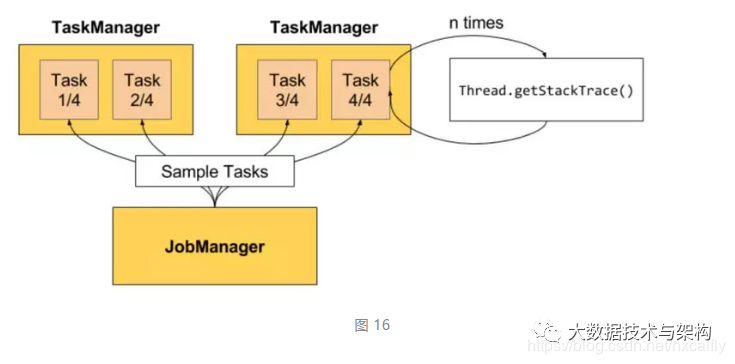 TaskManager
TaskManager
n times
Task
1/4
Task
2/4
Task
3/4
Task
4/4
Thread.getStackTrace()
Sample Tasks
JobManager
图 16
大数据技术与架构
https://blog.csdn.net/nxcaifly